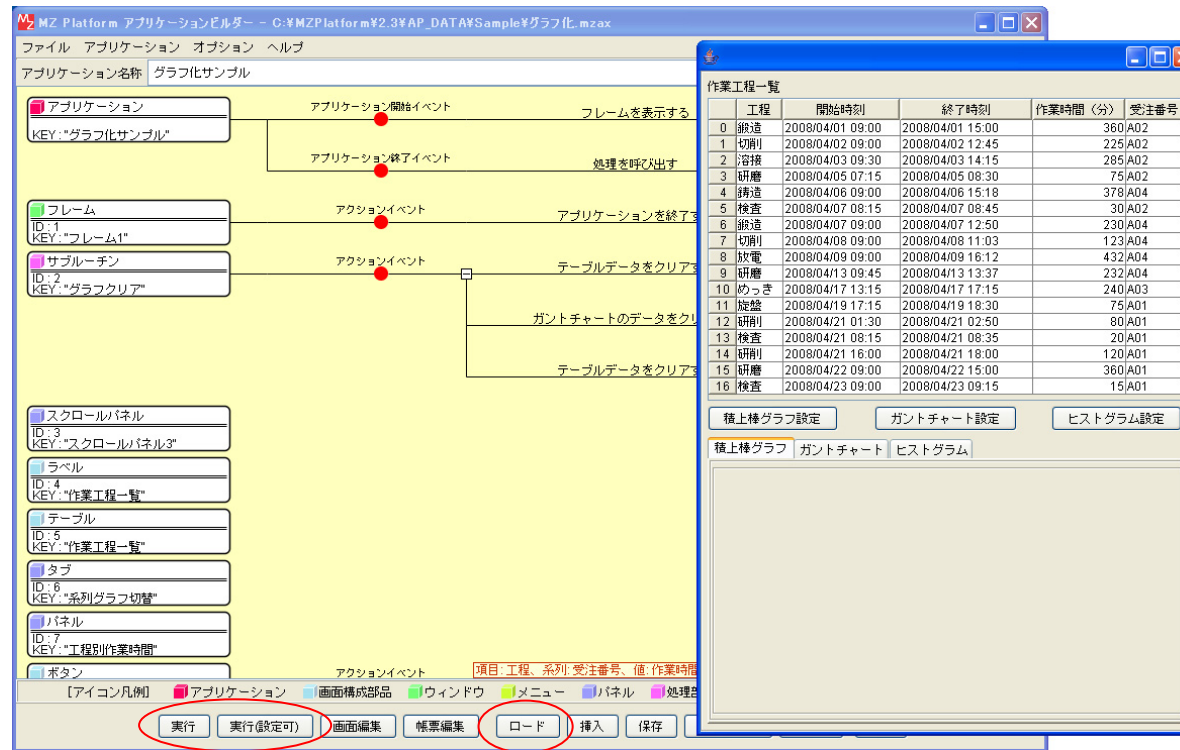 MZ Platform アプリケーションビルダー - C:¥MZPlatform¥2.3¥AP_DATA¥Sample¥グラフ化.mzax
ファイル アプリケーション オプション ヘルプ
アプリケーション名称 グラフ化サンプル
アプリケーション
KEY:"グラフ化サンプル"
アプリケーション開始イベント
フレームを表示する
アプリケーション終了イベント
処理を呼び出す
フレーム
ID:1
KEY:"フレーム1"
アクションイベント
アプリケーションを終了す
サブルーチン
ID:2
KEY:"グラフクリア"
アクションイベント
テーブルデータをクリアす
ガントチャートのデータをクリ
テーブルデータをクリアす
スクロールパネル
ID:3
KEY:"スクロールパネル3"
ラベル
ID:4
KEY:"作業工程一覧"
テーブル
ID:5
KEY:"作業工程一覧"
タブ
ID:6
KEY:"系列グラフ切替"
パネル
ID:7
KEY:"工程別作業時間"
ボタン
アクションイベント
項目:工程、系列:受注番号、値:作業時間
[アイコン凡例] アプリケーション 画面構成部品 ウィンドウ メニュー パネル 処理部
実行 実行(設定可) 画面編集 帳票編集 ロード 挿入 保存
作業工程一覧
工程 開始時刻 終了時刻 作業時間（分） 受注番号
0 鍛造 2008/04/01 09:00 2008/04/01 15:00 360 A02
1 切削 2008/04/02 09:00 2008/04/02 12:45 225 A02
2 溶接 2008/04/03 09:30 2008/04/03 14:15 285 A02
3 研磨 2008/04/05 07:15 2008/04/05 08:30 75 A02
4 鋳造 2008/04/06 09:00 2008/04/06 15:18 378 A04
5 検査 2008/04/07 08:15 2008/04/07 08:45 30 A02
6 鍛造 2008/04/07 09:00 2008/04/07 12:50 230 A04
7 切削 2008/04/08 09:00 2008/04/08 11:03 123 A04
8 放電 2008/04/09 09:00 2008/04/09 16:12 432 A04
9 研磨 2008/04/13 09:45 2008/04/13 13:37 232 A04
10 めっき 2008/04/17 13:15 2008/04/17 17:15 240 A03
11 旋盤 2008/04/19 17:15 2008/04/19 18:30 75 A01
12 研削 2008/04/21 01:30 2008/04/21 02:50 80 A01
13 検査 2008/04/21 08:15 2008/04/21 08:35 20 A01
14 研削 2008/04/21 16:00 2008/04/21 18:00 120 A01
15 研磨 2008/04/22 09:00 2008/04/22 15:00 360 A01
16 検査 2008/04/23 09:00 2008/04/23 09:15 15 A01
積上棒グラフ設定 ガントチャート設定 ヒストグラム設定
積上棒グラフ ガントチャート ヒストグラム